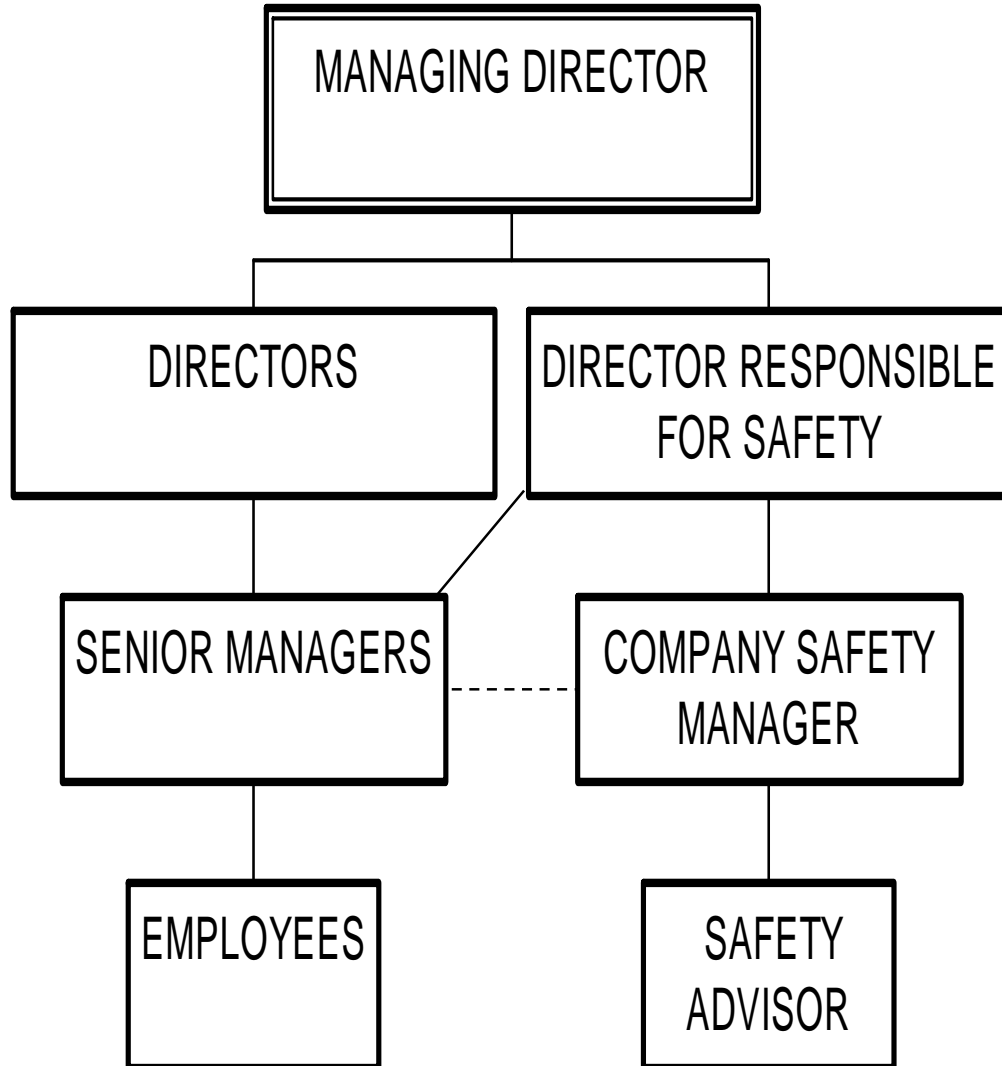 MANAGING DIRECTOR
DIRECTORS
DIRECTOR RESPONSIBLE
FOR SAFETY
SENIOR MANAGERS
COMPANY SAFETY
MANAGER
EMPLOYEES
SAFETY
ADVISOR